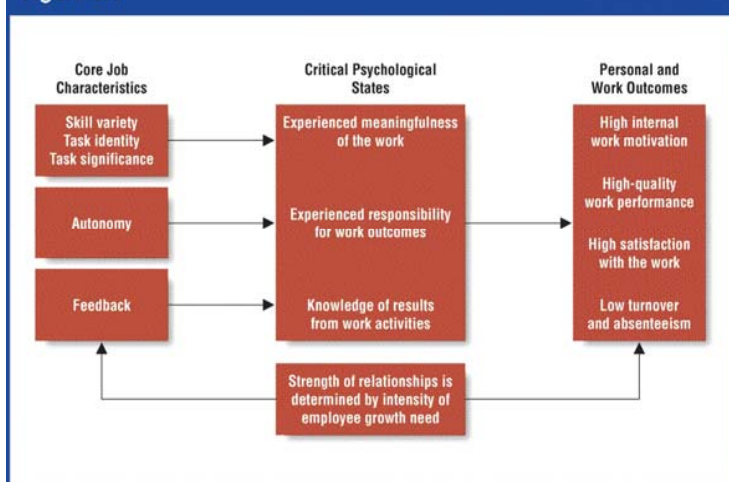 Core Job
Characteristics
Critical Psychological
States
Personal and
Work Outcomes
Skill variety
Task identity
Task significance
Experienced meaningfulness
of the work
High internal
work motivation
High-quality
work performance
Autonomy
Experienced responsibility
for work outcomes
High satisfaction
with the work
Feedback
Knowledge of results
from work activities
Low turnover
and absenteeism
Strength of relationships is
determined by intensity of
employee growth need